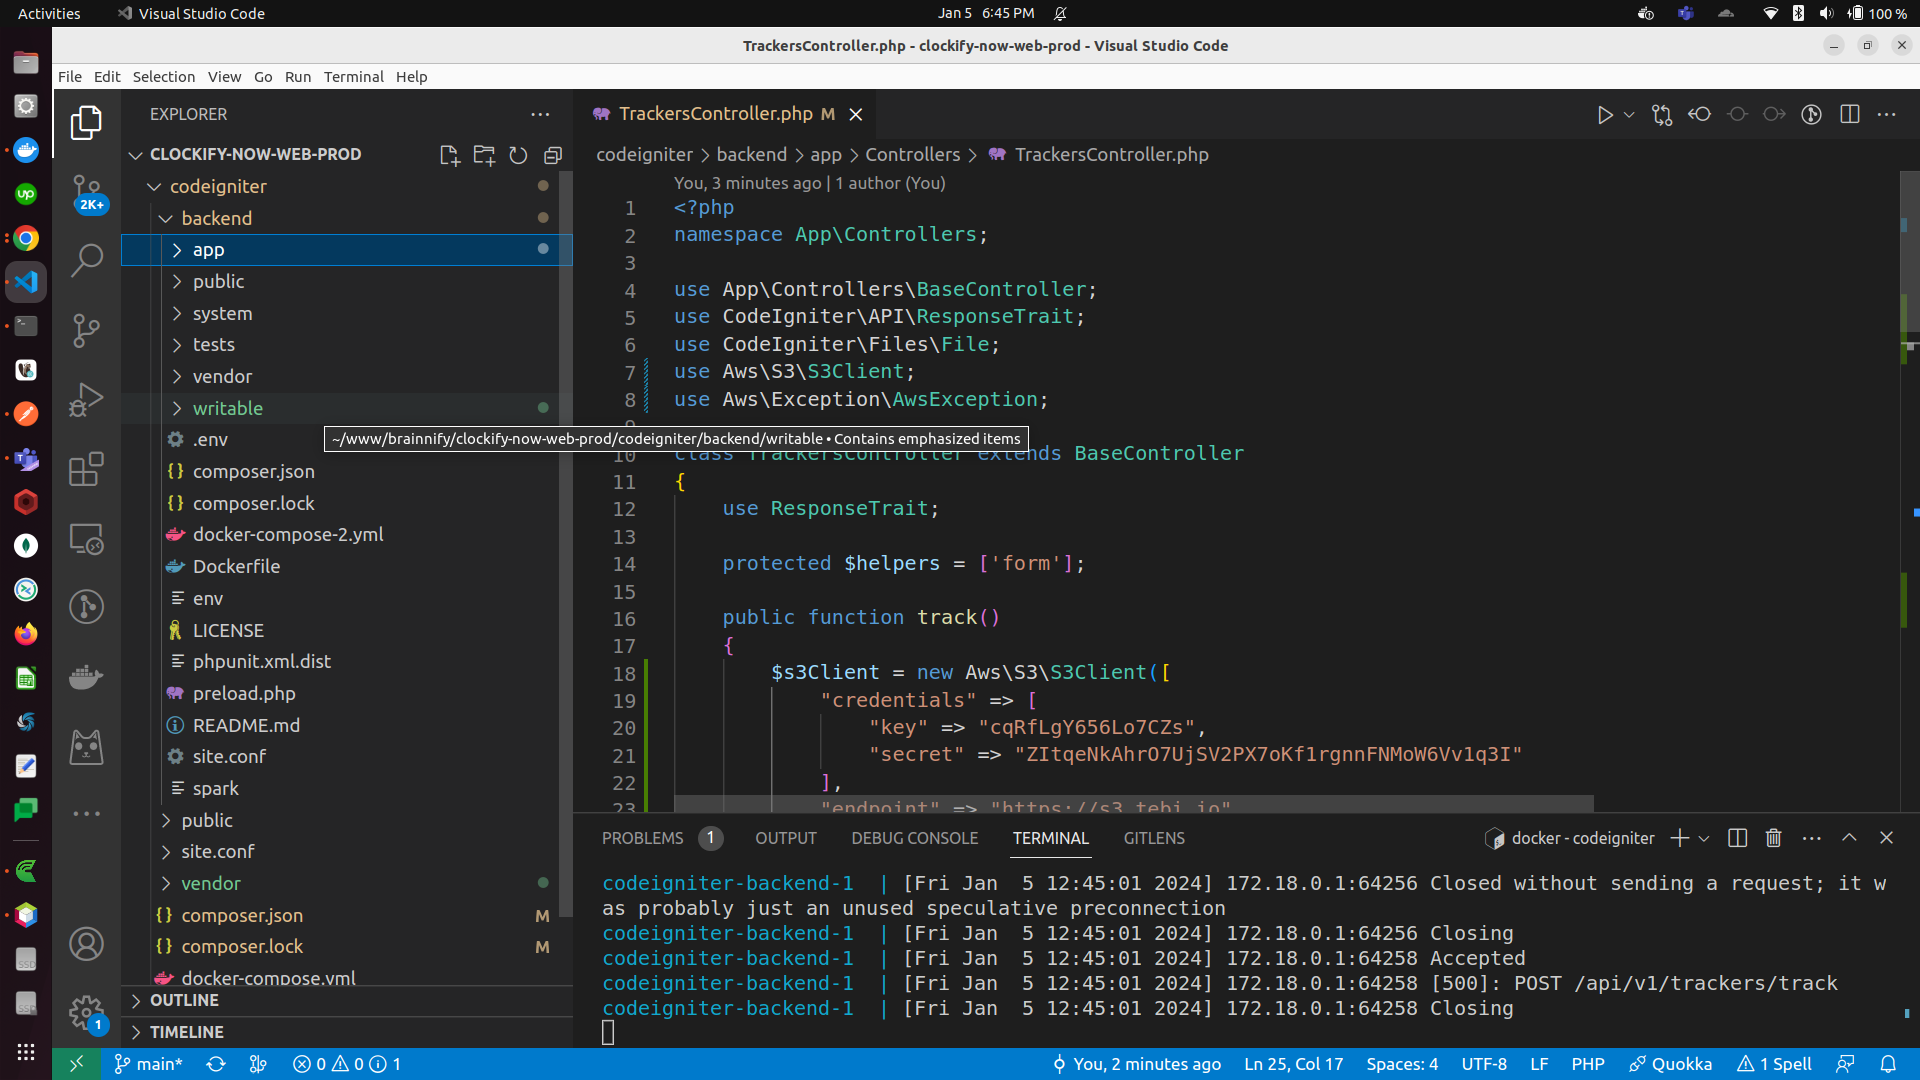 Activities Visual Studio Code Jan 5 6:45 PM 100 %
TrackersController.php - clockify-now-web-prod - Visual Studio Code
File Edit Selection View Go Run Terminal Help
EXPLORER
CLOCKIFY-NOW-WEB-PROD
codeigniter
backend
app
public
system
tests
vendor
writable
.env
composer.json
composer.lock
docker-compose-2.yml
Dockerfile
env
LICENSE
phpunit.xml.dist
preload.php
README.md
site.conf
spark
public
site.conf
vendor
composer.json M
composer.lock M
docker-compose.yml
OUTLINE
TIMELINE
2K+
1
up
SSD
SSD
~/www/brainnify/clockify-now-web-prod/codeigniter/backend/writable • Contains emphasized items
TrackersController.php M
codeigniter > backend > app > Controllers > TrackersController.php
You, 3 minutes ago | 1 author (You)
1 <?php
2 namespace App\Controllers;
3
4 use App\Controllers\BaseController;
5 use CodeIgniter\API\ResponseTrait;
6 use CodeIgniter\Files\File;
7 use Aws\S3\S3Client;
8 use Aws\Exception\AwsException;
10 class TrackersController extends BaseController
11 {
12 use ResponseTrait;
13
14 protected $helpers = ['form'];
15
16 public function track()
17 {
18 $s3Client = new Aws\S3\S3Client([
19 "credentials" => [
20 "key" => "cqRfLgY656Lo7CZs",
21 "secret" => "ZItqeNkAhrO7UjSV2PX7oKf1rgnnFNMoW6Vv1q3I"
22 ],
23 "endpoint" => "https://s3.tebi.io"
PROBLEMS 1 OUTPUT DEBUG CONSOLE TERMINAL GITLENS docker - codeigniter
codeigniter-backend-1 | [Fri Jan 5 12:45:01 2024] 172.18.0.1:64256 Closed without sending a request; it w
as probably just an unused speculative preconnection
codeigniter-backend-1 | [Fri Jan 5 12:45:01 2024] 172.18.0.1:64256 Closing
codeigniter-backend-1 | [Fri Jan 5 12:45:01 2024] 172.18.0.1:64258 Accepted
codeigniter-backend-1 | [Fri Jan 5 12:45:01 2024] 172.18.0.1:64258 [500]: POST /api/v1/trackers/track
codeigniter-backend-1 | [Fri Jan 5 12:45:01 2024] 172.18.0.1:64258 Closing
main* 0 0 1 You, 2 minutes ago Ln 25, Col 17 Spaces: 4 UTF-8 LF PHP Quokka 1 Spell